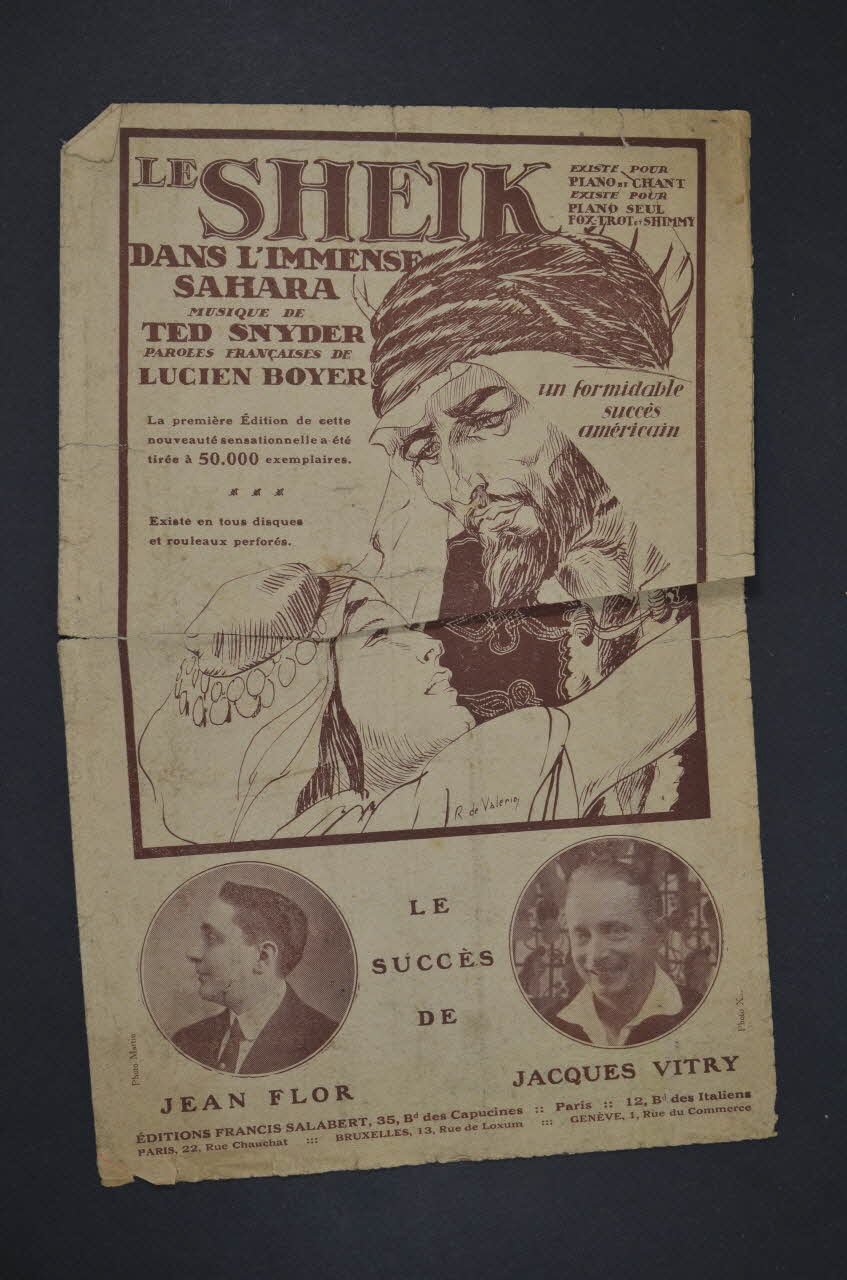 LE SHEIK
DANS L'IMMENSE
SAHARA
MUSIQUE DE
TED SNYDER
PAROLES FRANÇAISES DE
LUCIEN BOYER
EXISTE POUR
PIANO ET CHANT
EXISTE POUR
PIANO SEUL
FOX-TROT ET SHIMMY
un formidable
succès
américain
La première Édition de cette
nouveauté sensationnelle a été
tirée à 50.000 exemplaires.
Existe en tous disques
et rouleaux perforés.
R. de Valerio
LE
SUCCÈS
DE
Photo Martin
Photo X...
JEAN FLOR
JACQUES VITRY
ÉDITIONS FRANCIS SALABERT, 35, Bd des Capucines :: Paris :: 12, Bd des Italiens
PARIS, 22, Rue Chauchat ::: BRUXELLES, 13, Rue de Loxum ::: GENÈVE, 1, Rue du Commerce